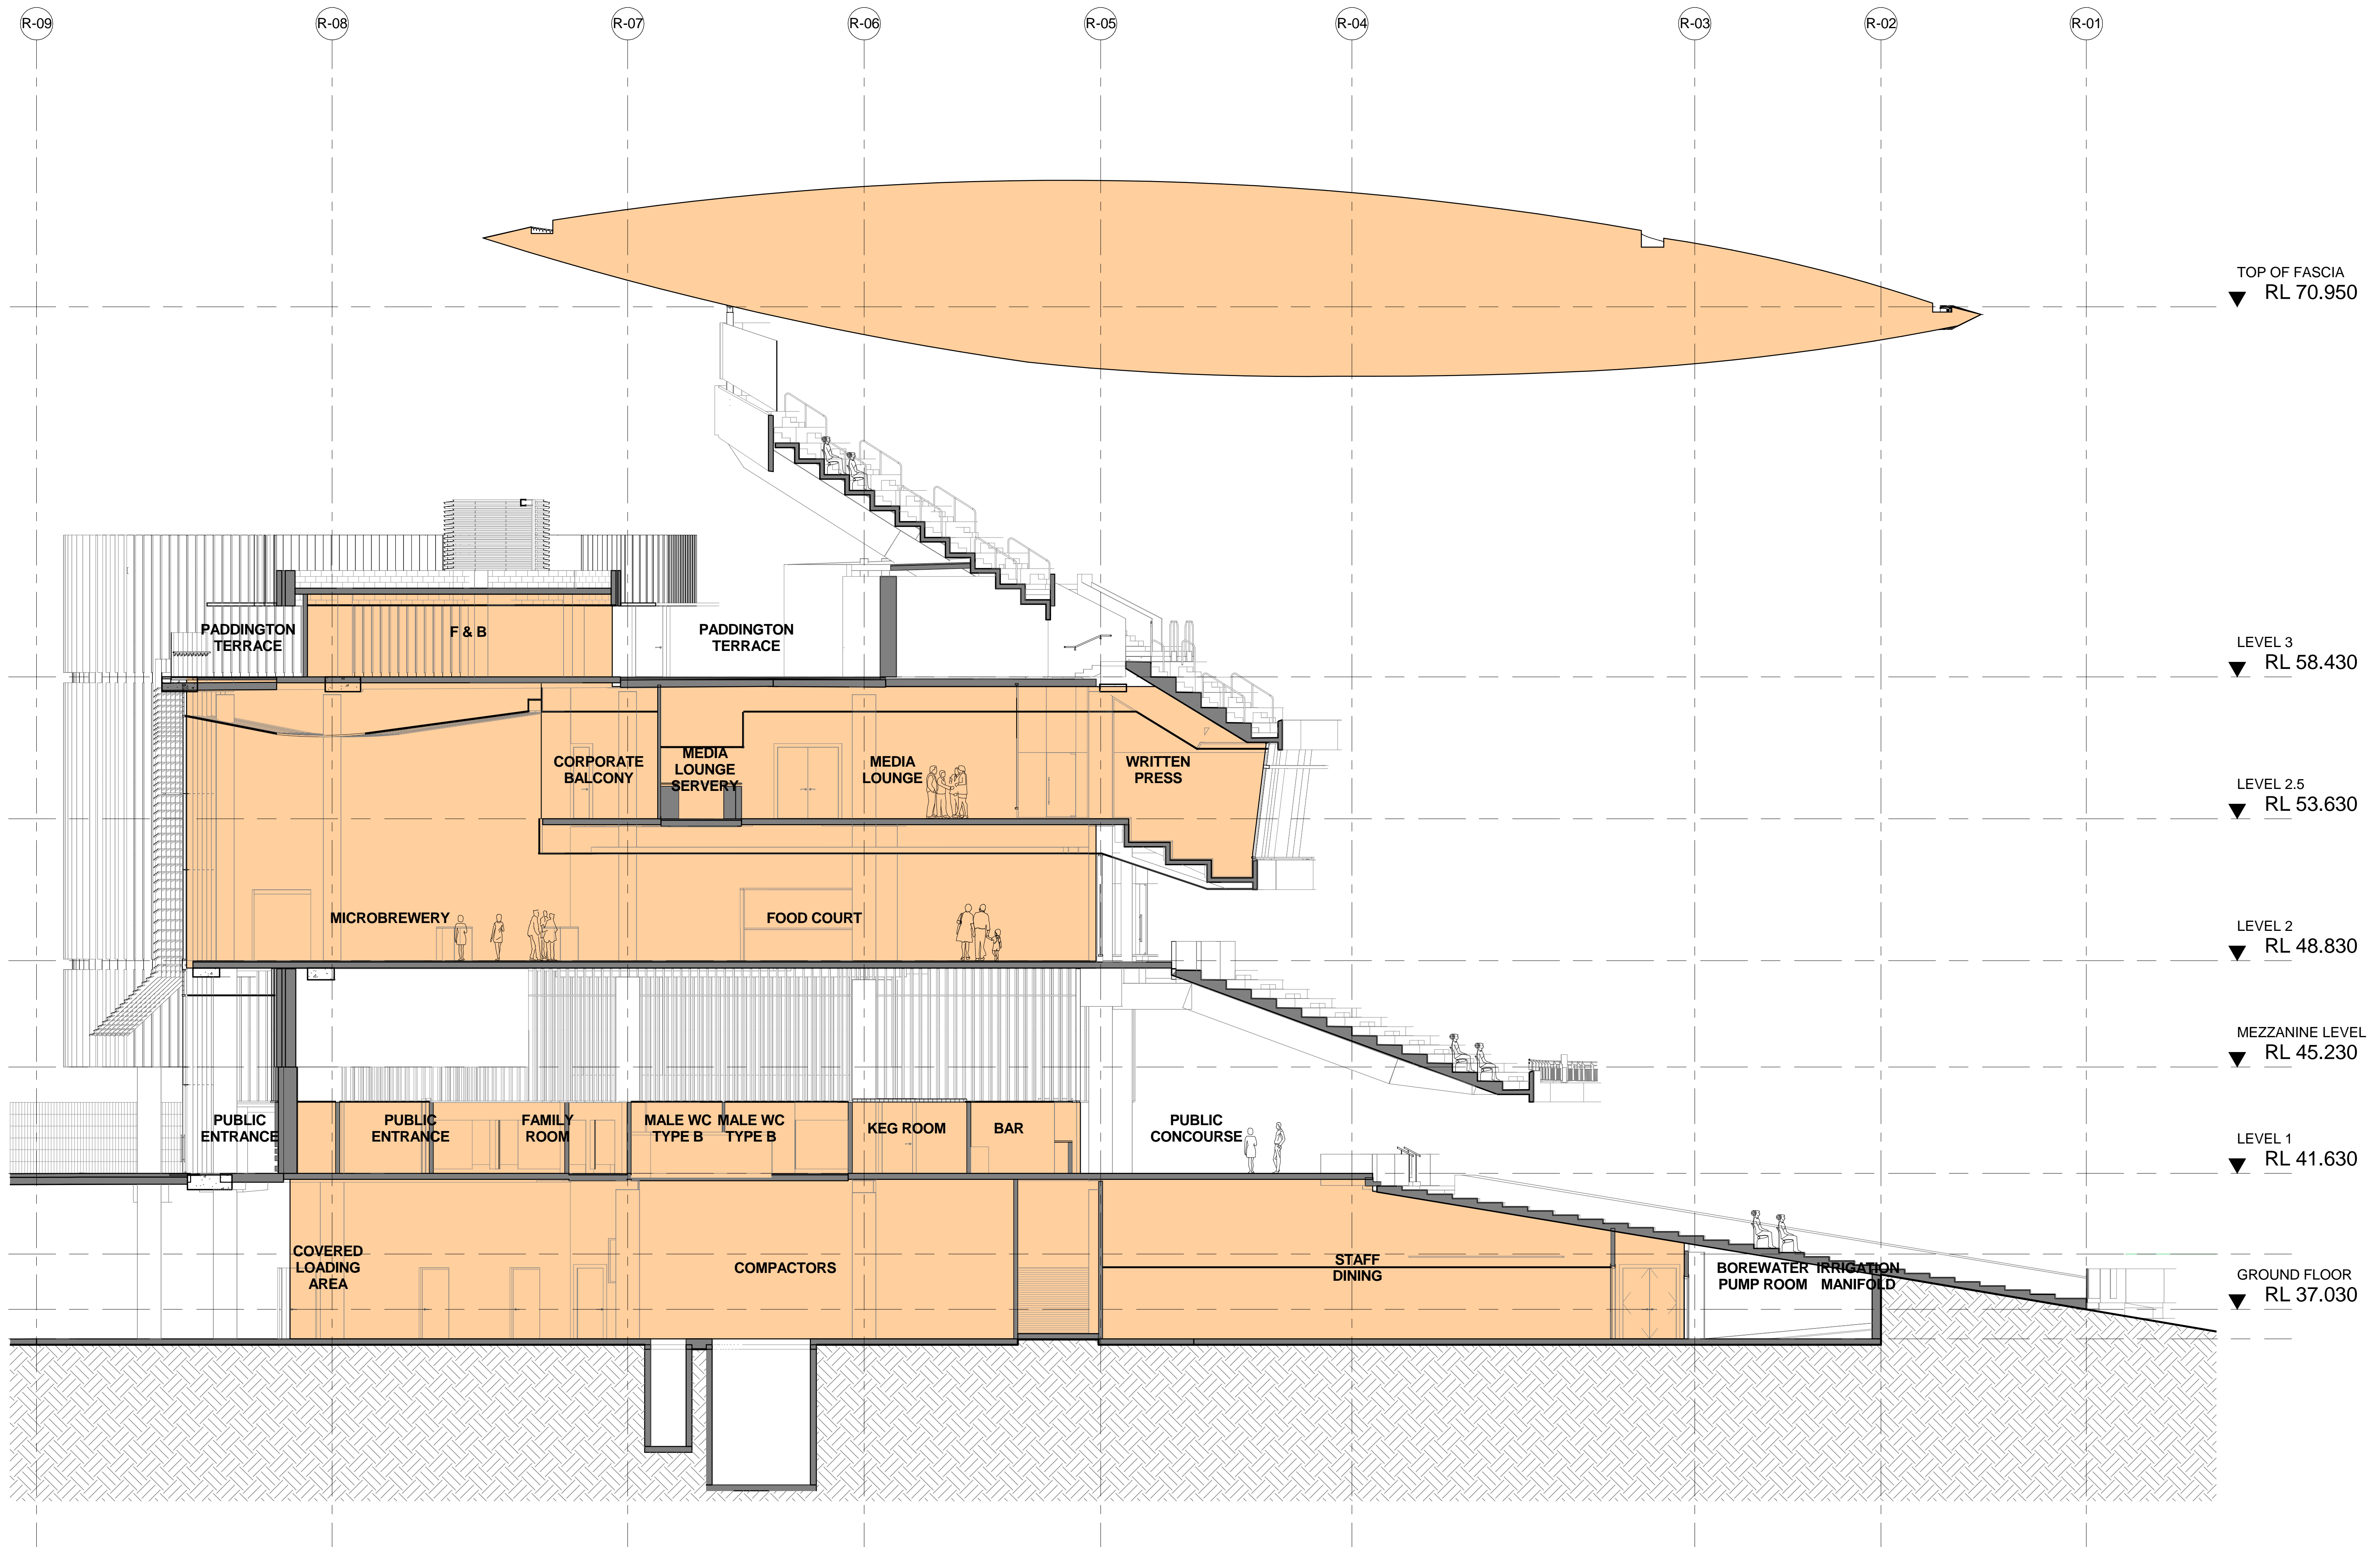 R-09 R-08 R-07 R-06 R-05 R-04 R-03 R-02 R-01
TOP OF FASCIA
RL 70.950
PADDINGTON
TERRACE
F & B
PADDINGTON
TERRACE
LEVEL 3
RL 58.430
CORPORATE
BALCONY
MEDIA
LOUNGE
SERVERY
MEDIA
LOUNGE
WRITTEN
PRESS
LEVEL 2.5
RL 53.630
MICROBREWERY
FOOD COURT
LEVEL 2
RL 48.830
MEZZANINE LEVEL
RL 45.230
PUBLIC
ENTRANCE
PUBLIC
ENTRANCE
FAMILY
ROOM
MALE WC
TYPE B
MALE WC
TYPE B
KEG ROOM
BAR
PUBLIC
CONCOURSE
LEVEL 1
RL 41.630
COVERED
LOADING
AREA
COMPACTORS
STAFF
DINING
BOREWATER
PUMP ROOM
IRRIGATION
MANIFOLD
GROUND FLOOR
RL 37.030